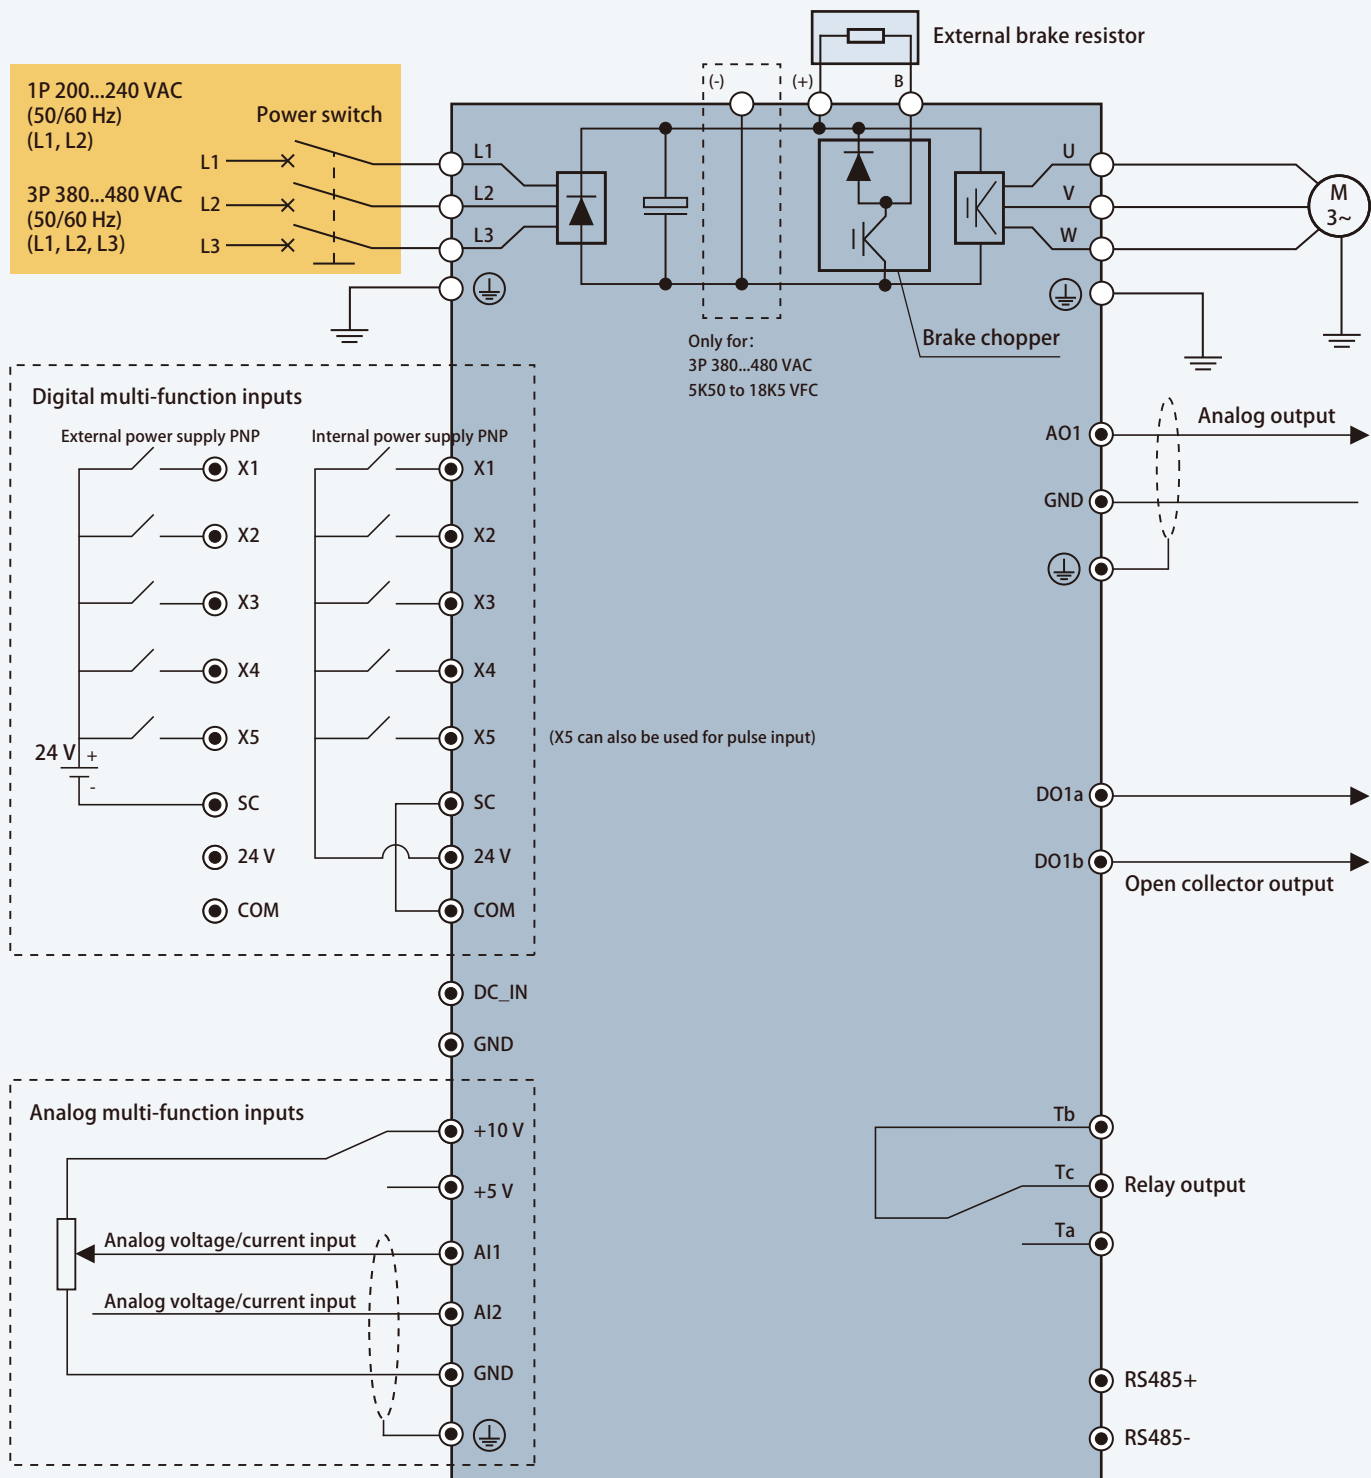 External brake resistor
(-)
(+)
B
1P 200...240 VAC
(50/60 Hz)
(L1, L2)
Power switch
3P 380...480 VAC
(50/60 Hz)
(L1, L2, L3)
L1
L2
L3
L1
L2
L3
U
V
W
M
3~
Only for:
3P 380...480 VAC
5K50 to 18K5 VFC
Brake chopper
Digital multi-function inputs
External power supply PNP
Internal power supply PNP
X1
X2
X3
X4
X5
24 V
+
-
SC
24 V
COM
X1
X2
X3
X4
X5
(X5 can also be used for pulse input)
SC
24 V
COM
AO1
Analog output
GND
DO1a
DO1b
Open collector output
DC_IN
GND
Analog multi-function inputs
+10 V
+5 V
Analog voltage/current input
AI1
Analog voltage/current input
AI2
GND
Tb
Tc
Relay output
Ta
RS485+
RS485-